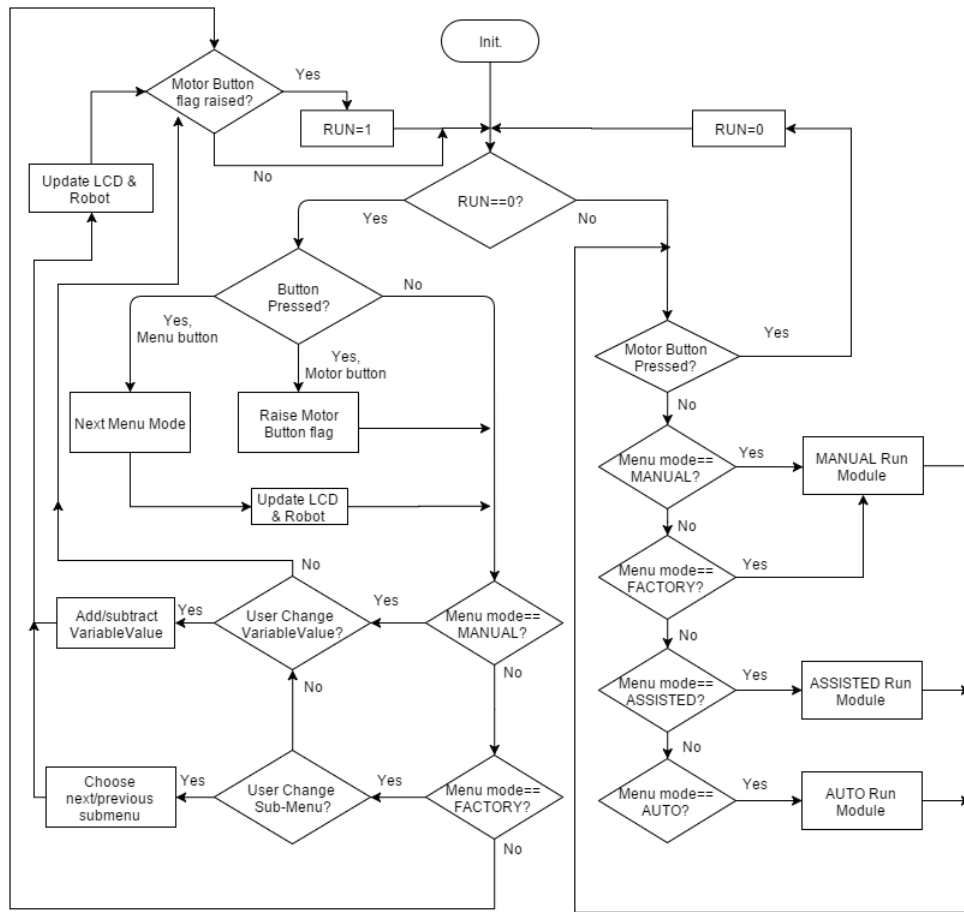 Init.
Motor Button
flag raised?
Yes
RUN=1
RUN=0
No
Update LCD &
Robot
RUN==0?
Yes
No
Button
Pressed?
No
Yes,
Menu button
Yes,
Motor button
Motor Button
Pressed?
Yes
No
Next Menu Mode
Raise Motor
Button flag
Menu mode==
MANUAL?
Yes
MANUAL Run
Module
No
Update LCD
& Robot
Menu mode==
FACTORY?
Yes
No
No
Add/subtract
VariableValue
Yes
User Change
VariableValue?
Yes
Menu mode==
MANUAL?
No
No
Menu mode==
ASSISTED?
Yes
ASSISTED Run
Module
No
Choose
next/previous
submenu
Yes
User Change
Sub-Menu?
Yes
Menu mode==
FACTORY?
No
Menu mode==
AUTO?
Yes
AUTO Run
Module